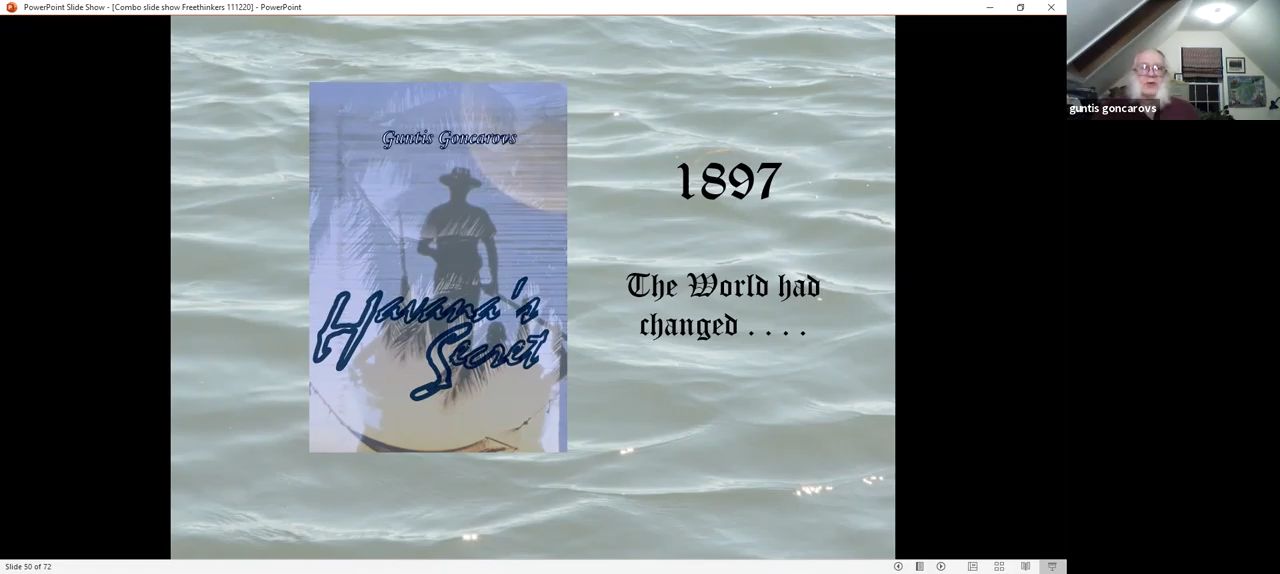 PowerPoint Slide Show - [Combo slide show Freethinkers 111220] - PowerPoint
guntis goncarovs
Guntis Goncarovs
Havana's
Secret
1897
The World had
changed . . . .
Slide 50 of 72